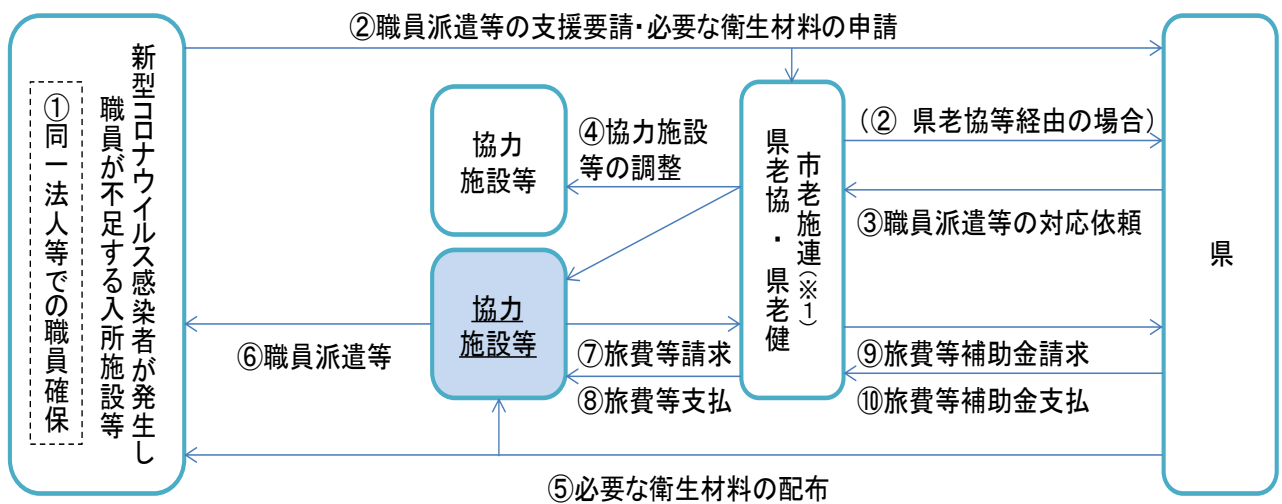 ②職員派遣等の支援要請・必要な衛生材料の申請
新型コロナウイルス感染者が発生し
職員が不足する入所施設等
①同一法人等での職員確保
協力
施設等
④協力施設
等の調整
市老施連(※1)
県老協・県老健
(② 県老協等経由の場合)
③職員派遣等の対応依頼
県
協力
施設等
⑥職員派遣等
⑦旅費等請求
⑧旅費等支払
⑨旅費等補助金請求
⑩旅費等補助金支払
⑤必要な衛生材料の配布